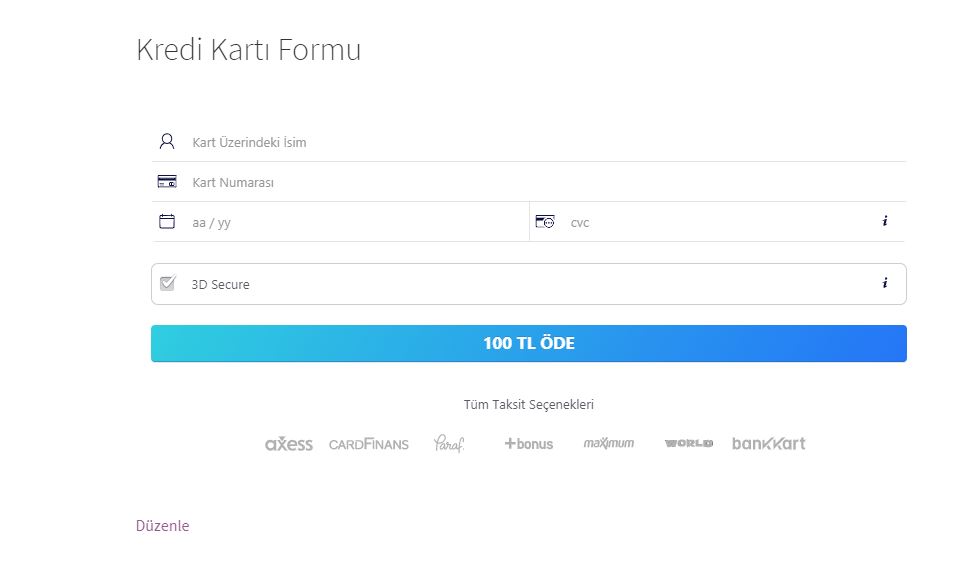 Kredi Kartı Formu
Kart Üzerindeki İsim
Kart Numarası
aa / yy
cvc
i
3D Secure
i
100 TL ÖDE
Tüm Taksit Seçenekleri
axess CARDFINANS Paraf. +bonus maximum WORLD bankKart
Düzenle